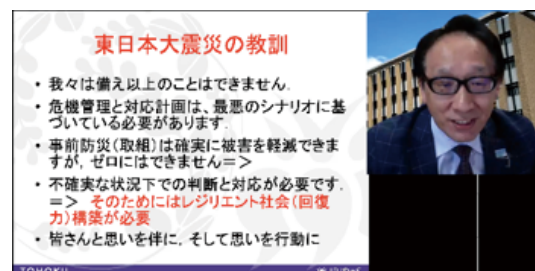 東日本大震災の教訓
・ 我々は備え以上のことはできません.
・ 危機管理と対応計画は、最悪のシナリオに基
づいている必要があります.
・ 事前防災(取組)は確実に被害を軽減できま
すが, ゼロにはできません=>
・ 不確実な状況下での判断と対応が必要です.
=> そのためにはレジリエント社会(回復
力)構築が必要
・ 皆さんと思いを伴に, そして思いを行動に
TOHOKU